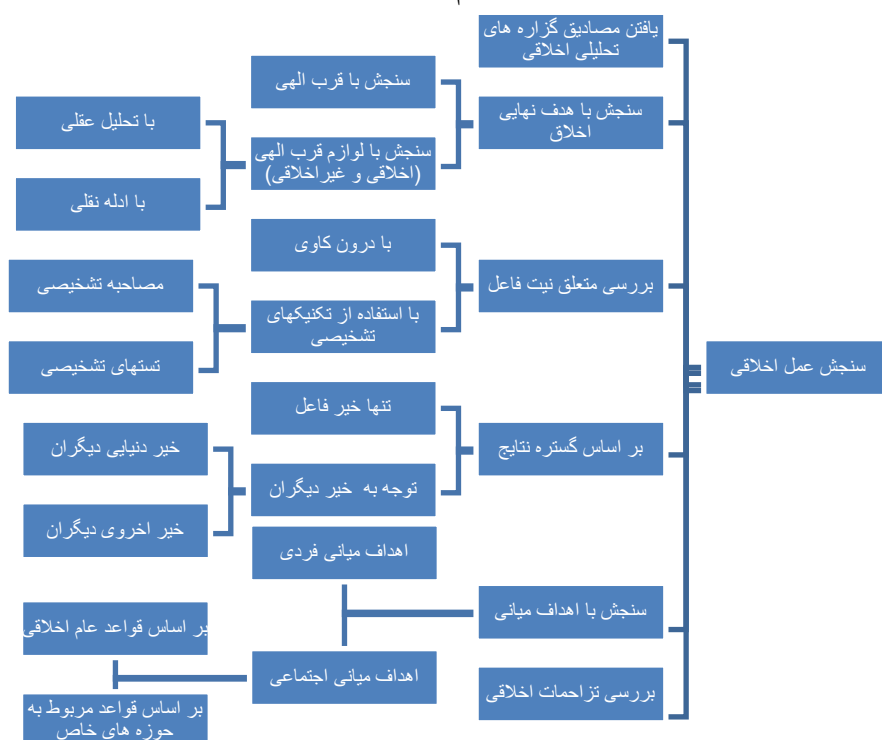 یافتن مصادیق گزاره های
تحلیلی اخلاقی
سنجش با قرب الهی
سنجش با هدف نهایی
اخلاق
با تحلیل عقلی
سنجش با لوازم قرب الهی
(اخلاقی و غیراخلاقی)
با ادله نقلی
با درون کاوی
بررسی متعلق نیت فاعل
مصاحبه تشخیصی
با استفاده از تکنیکهای
تشخیصی
تستهای تشخیصی
سنجش عمل اخلاقی
تنها خیر فاعل
بر اساس گستره نتایج
خیر دنیایی دیگران
توجه به خیر دیگران
خیر اخروی دیگران
اهداف میانی فردی
سنجش با اهداف میانی
بر اساس قواعد عام اخلاقی
اهداف میانی اجتماعی
بررسی تزاحمات اخلاقی
بر اساس قواعد مربوط به
حوزه های خاص